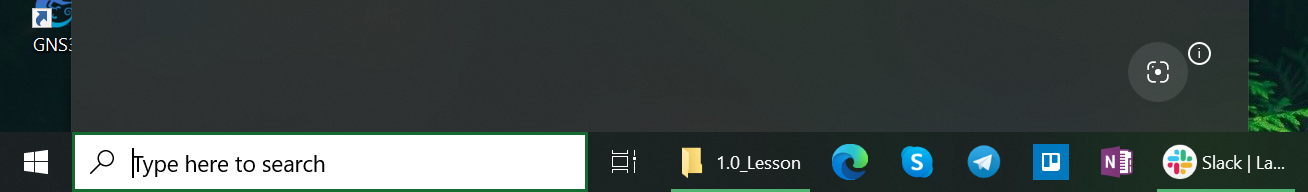 GNS3
Type here to search
1.0_Lesson
Slack | La...